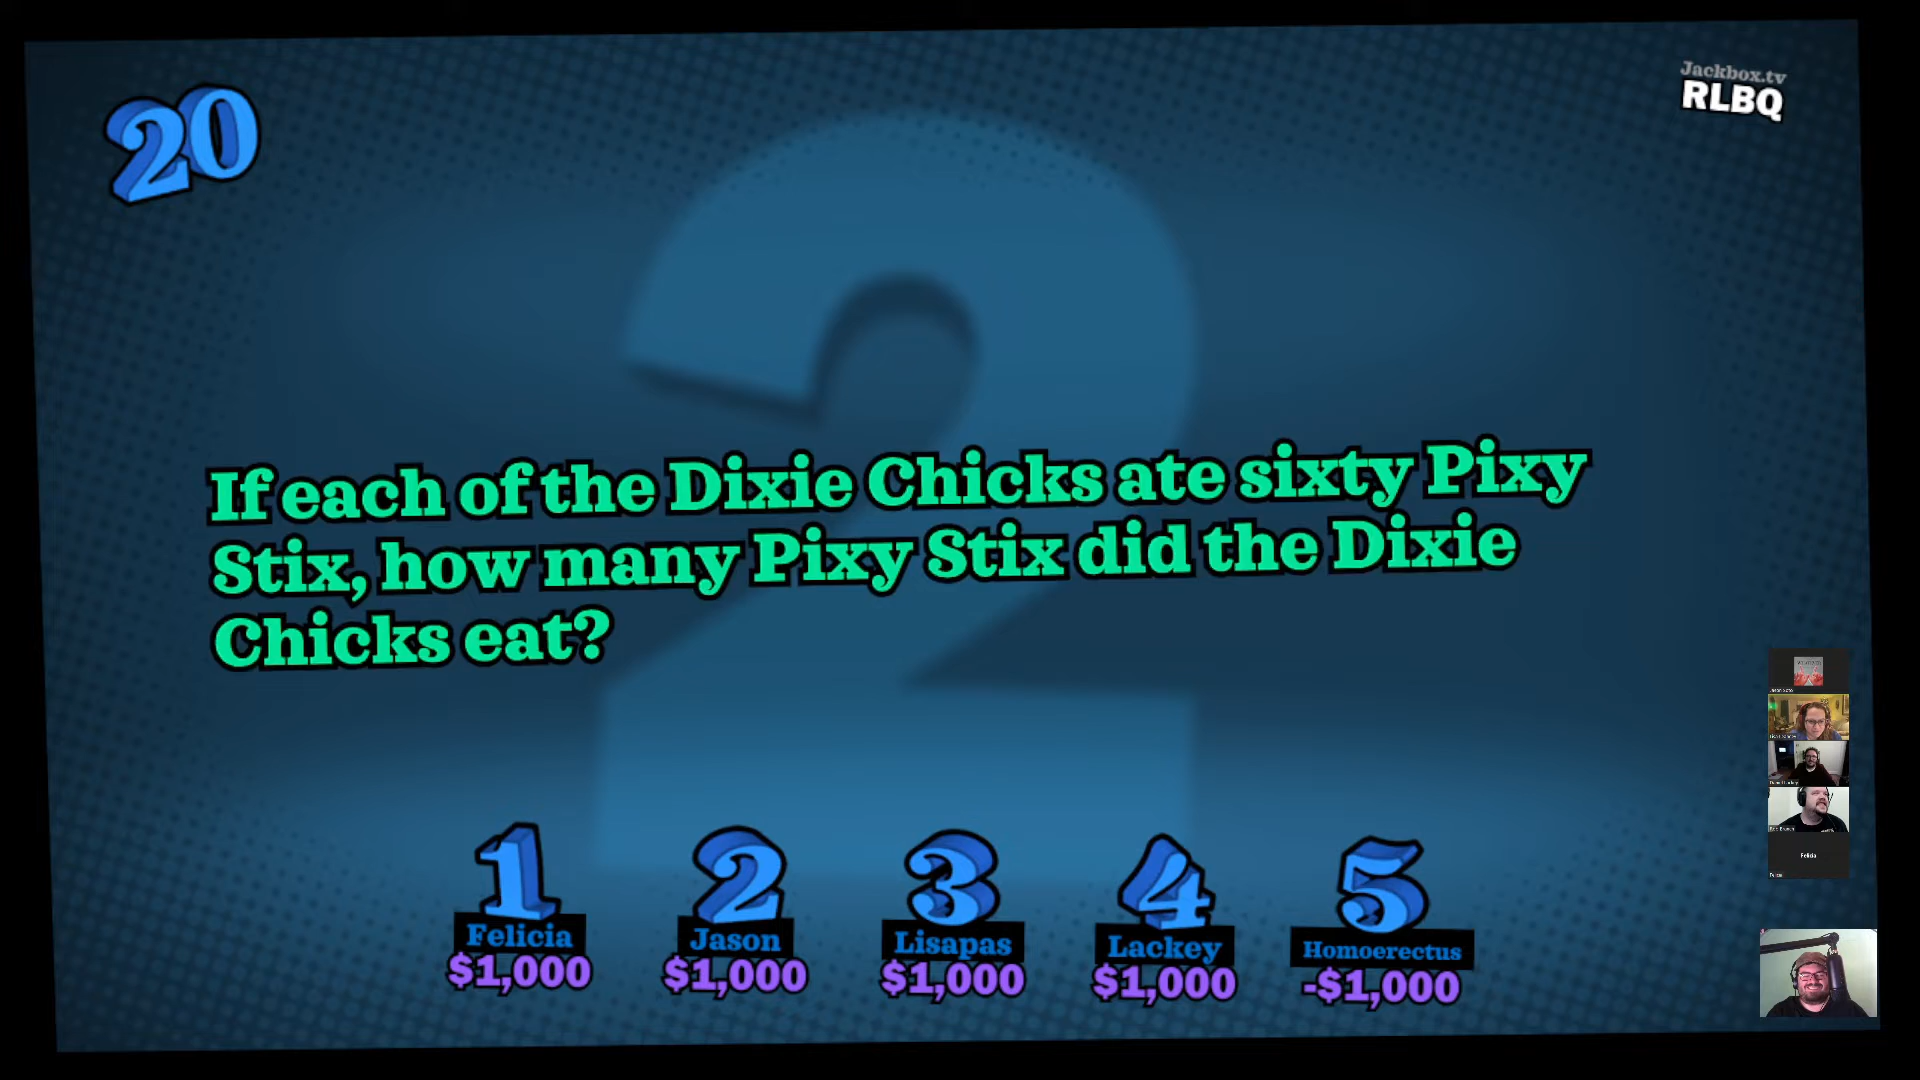 20
Jackbox.tv
RLBQ
If each of the Dixie Chicks ate sixty Pixy
Stix, how many Pixy Stix did the Dixie
Chicks eat?
1
Felicia
$1,000
2
Jason
$1,000
3
Lisapas
$1,000
4
Lackey
$1,000
5
Homoerectus
-$1,000
Felicia